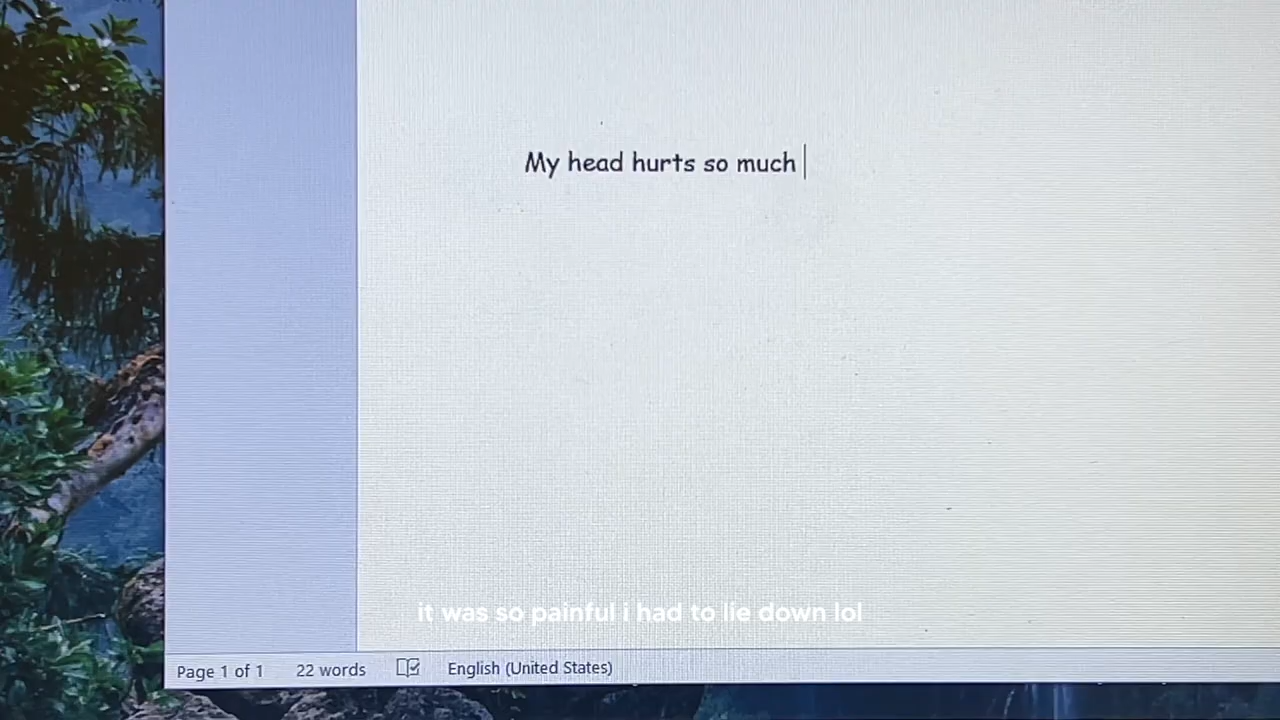 My head hurts so much
it was so painful i had to lie down lol
Page 1 of 1 22 words English (United States)